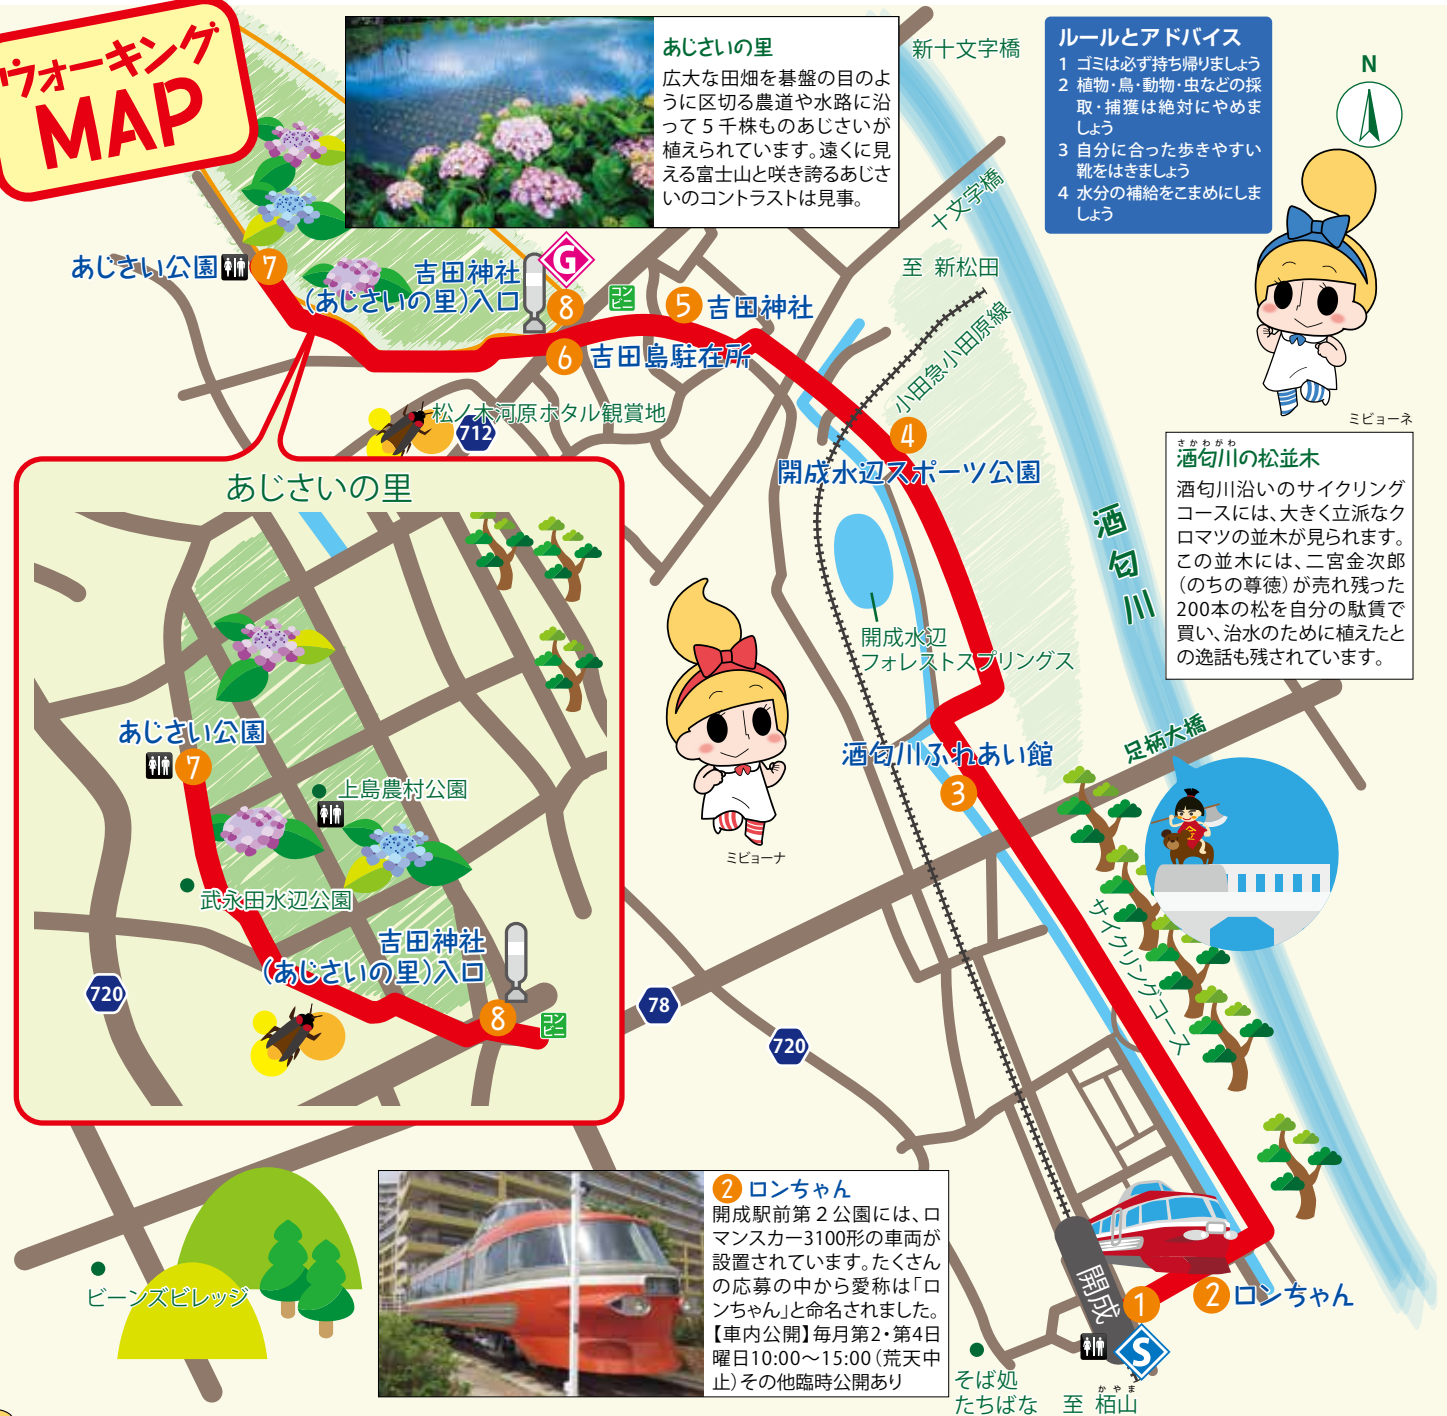 ウォーキング
MAP
あじさいの里
広大な田畑を碁盤の目のよ
うに区切る農道や水路に沿
って5千株ものあじさいが
植えられています。遠くに見
える富士山と咲き誇るあじさ
いのコントラストは見事。
新十文字橋
ルールとアドバイス
1 ゴミは必ず持ち帰りましょう
2 植物・鳥・動物・虫などの採
取・捕獲は絶対にやめま
しょう
3 自分に合った歩きやすい
靴をはきましょう
4 水分の補給をこまめにしま
しょう
N
十文字橋
至 新松田
小田急小田原線
あじさい公園
7
吉田神社
(あじさいの里)入口
G
8
コン
ビニ
5 吉田神社
6 吉田島駐在所
松ノ木河原ホタル観賞地
712
4
開成水辺スポーツ公園
ミビョーネ
さかわがわ
酒匂川の松並木
酒匂川沿いのサイクリング
コースには、大きく立派なク
ロマツの並木が見られます。
この並木には、二宮金次郎
(のちの尊徳)が売れ残った
200本の松を自分の駄賃で
買い、治水のために植えたと
の逸話も残されています。
酒匂川
開成水辺
フォレストスプリングス
足柄大橋
酒匂川ふれあい館
3
金
サイクリングコース
ミビョーナ
あじさいの里
あじさい公園
7
上島農村公園
武永田水辺公園
吉田神社
(あじさいの里)入口
8
コン
ビニ
720
78
720
ビーンズビレッジ
2 ロンちゃん
開成駅前第2公園には、ロ
マンスカー3100形の車両が
設置されています。たくさん
の応募の中から愛称は「ロ
ンちゃん」と命名されました。
【車内公開】毎月第2・第4日
曜日10:00〜15:00(荒天中
止)その他臨時公開あり
開成
1
2 ロンちゃん
S
そば処
たちばな
かやま
至 栢山